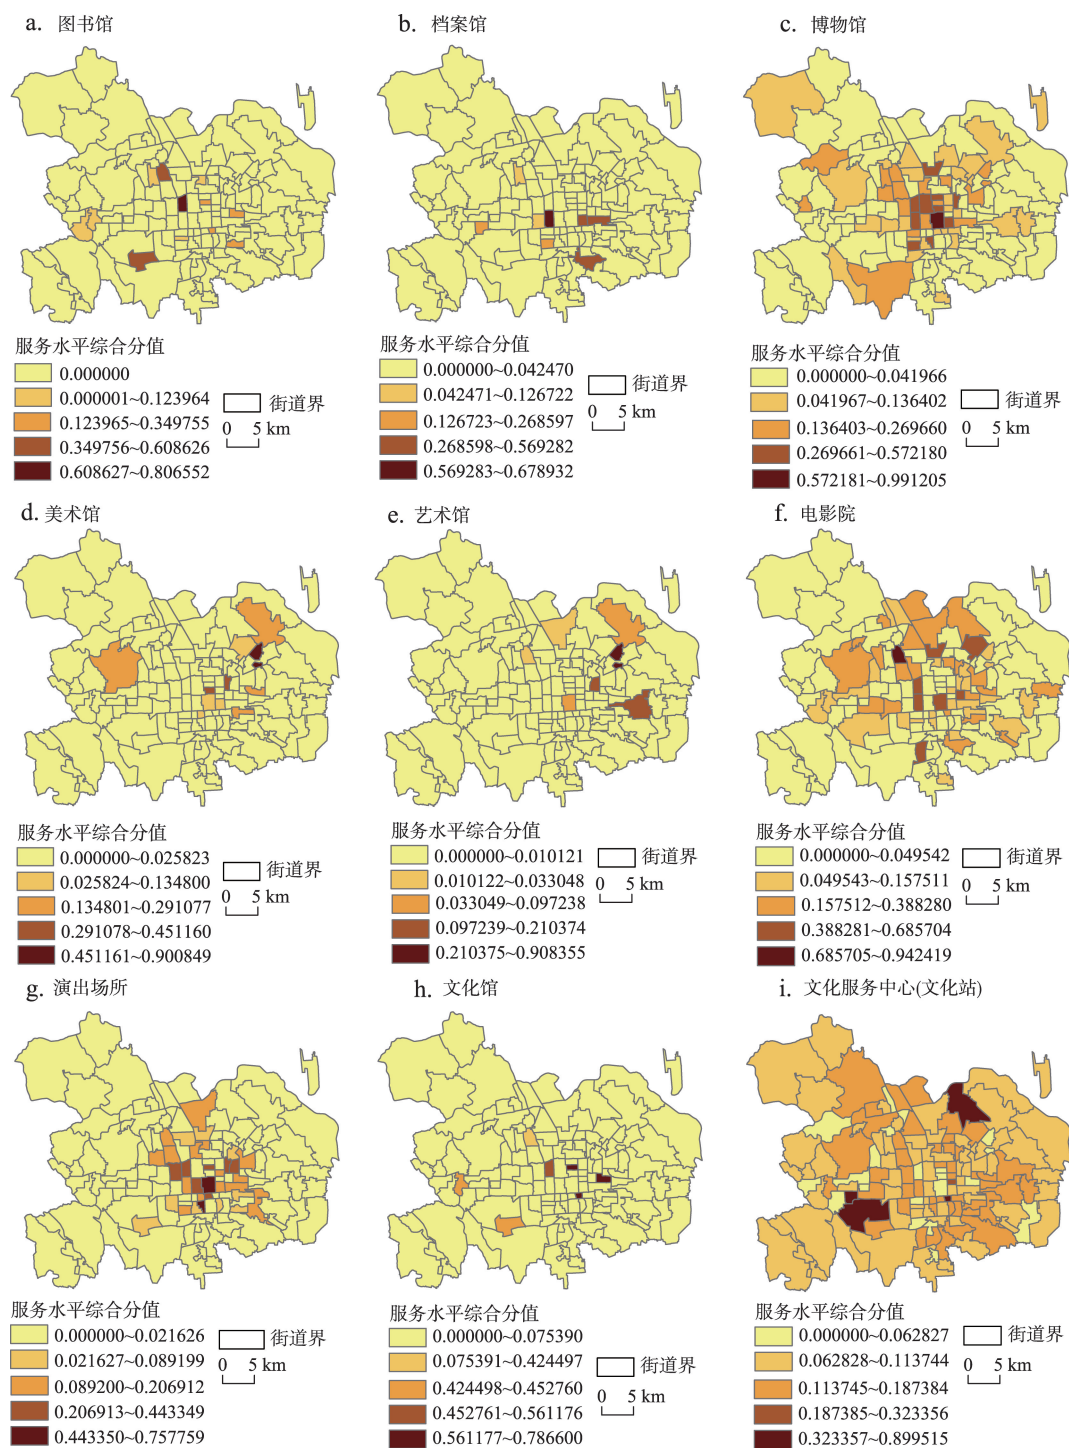 a. 图书馆
b. 档案馆
c. 博物馆
服务水平综合分值
0.000000
0.000001~0.123964
0.123965~0.349755
0.349756~0.608626
0.608627~0.806552
街道界
0 5 km
服务水平综合分值
0.000000~0.042470
0.042471~0.126722
0.126723~0.268597
0.268598~0.569282
0.569283~0.678932
街道界
0 5 km
服务水平综合分值
0.000000~0.041966
0.041967~0.136402
0.136403~0.269660
0.269661~0.572180
0.572181~0.991205
街道界
0 5 km
d. 美术馆
e. 艺术馆
f. 电影院
服务水平综合分值
0.000000~0.025823
0.025824~0.134800
0.134801~0.291077
0.291078~0.451160
0.451161~0.900849
街道界
0 5 km
服务水平综合分值
0.000000~0.010121
0.010122~0.033048
0.033049~0.097238
0.097239~0.210374
0.210375~0.908355
街道界
0 5 km
服务水平综合分值
0.000000~0.049542
0.049543~0.157511
0.157512~0.388280
0.388281~0.685704
0.685705~0.942419
街道界
0 5 km
g. 演出场所
h. 文化馆
i. 文化服务中心(文化站)
服务水平综合分值
0.000000~0.021626
0.021627~0.089199
0.089200~0.206912
0.206913~0.443349
0.443350~0.757759
街道界
0 5 km
服务水平综合分值
0.000000~0.075390
0.075391~0.424497
0.424498~0.452760
0.452761~0.561176
0.561177~0.786600
街道界
0 5 km
服务水平综合分值
0.000000~0.062827
0.062828~0.113744
0.113745~0.187384
0.187385~0.323356
0.323357~0.899515
街道界
0 5 km